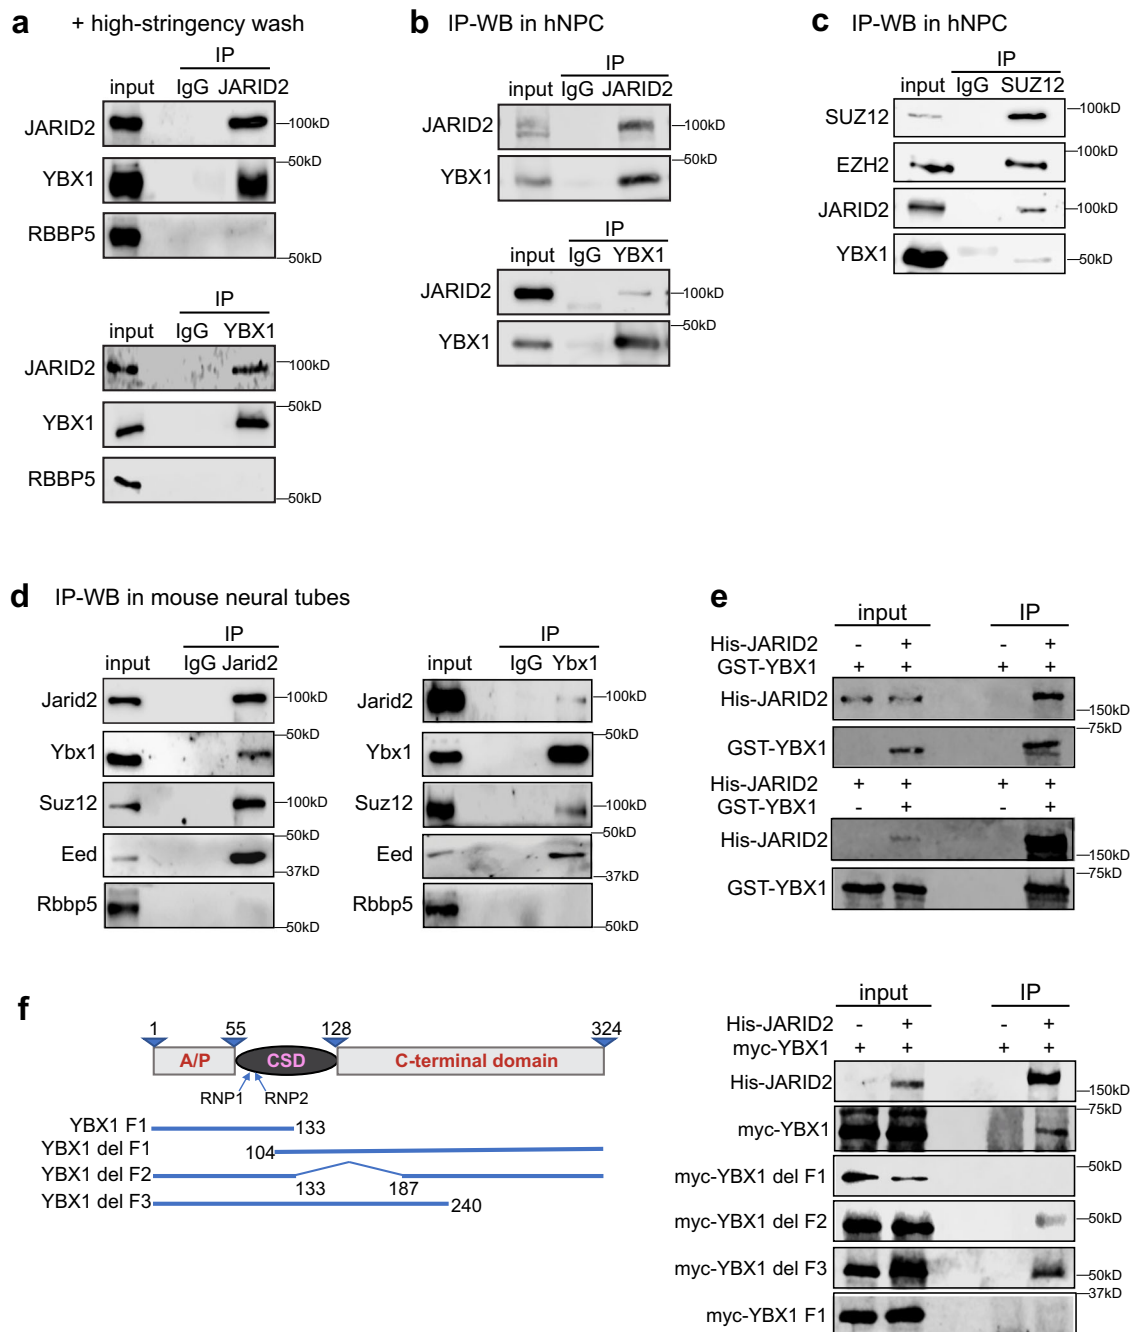 a + high-stringency wash
IP
input IgG JARID2
JARID2 100kD
50kD
YBX1
RBBP5
50kD
IP
input IgG YBX1
JARID2 100kD
50kD
YBX1
RBBP5
50kD
b IP-WB in hNPC
IP
input IgG JARID2
JARID2 100kD
50kD
YBX1
IP
input IgG YBX1
JARID2 100kD
50kD
YBX1
c IP-WB in hNPC
IP
input IgG SUZ12
SUZ12 100kD
100kD
EZH2
JARID2 100kD
YBX1 50kD
d IP-WB in mouse neural tubes
IP
input IgG Jarid2
Jarid2 100kD
50kD
Ybx1
Suz12 100kD
50kD
Eed
37kD
Rbbp5
50kD
IP
input IgG Ybx1
Jarid2 100kD
50kD
Ybx1
Suz12 100kD
50kD
Eed
37kD
Rbbp5
50kD
e
input IP
His-JARID2 - + - +
GST-YBX1 + + + +
His-JARID2
150kD
75kD
GST-YBX1
His-JARID2 + + + +
GST-YBX1 - + - +
His-JARID2
150kD
75kD
GST-YBX1
f
1 55 128 324
A/P CSD C-terminal domain
RNP1 RNP2
YBX1 F1 133
YBX1 del F1 104
YBX1 del F2
133 187
YBX1 del F3 240
input IP
His-JARID2 - + - +
myc-YBX1 + + + +
His-JARID2
150kD
75kD
myc-YBX1
50kD
myc-YBX1 del F1
myc-YBX1 del F2 50kD
myc-YBX1 del F3
50kD
37kD
myc-YBX1 F1